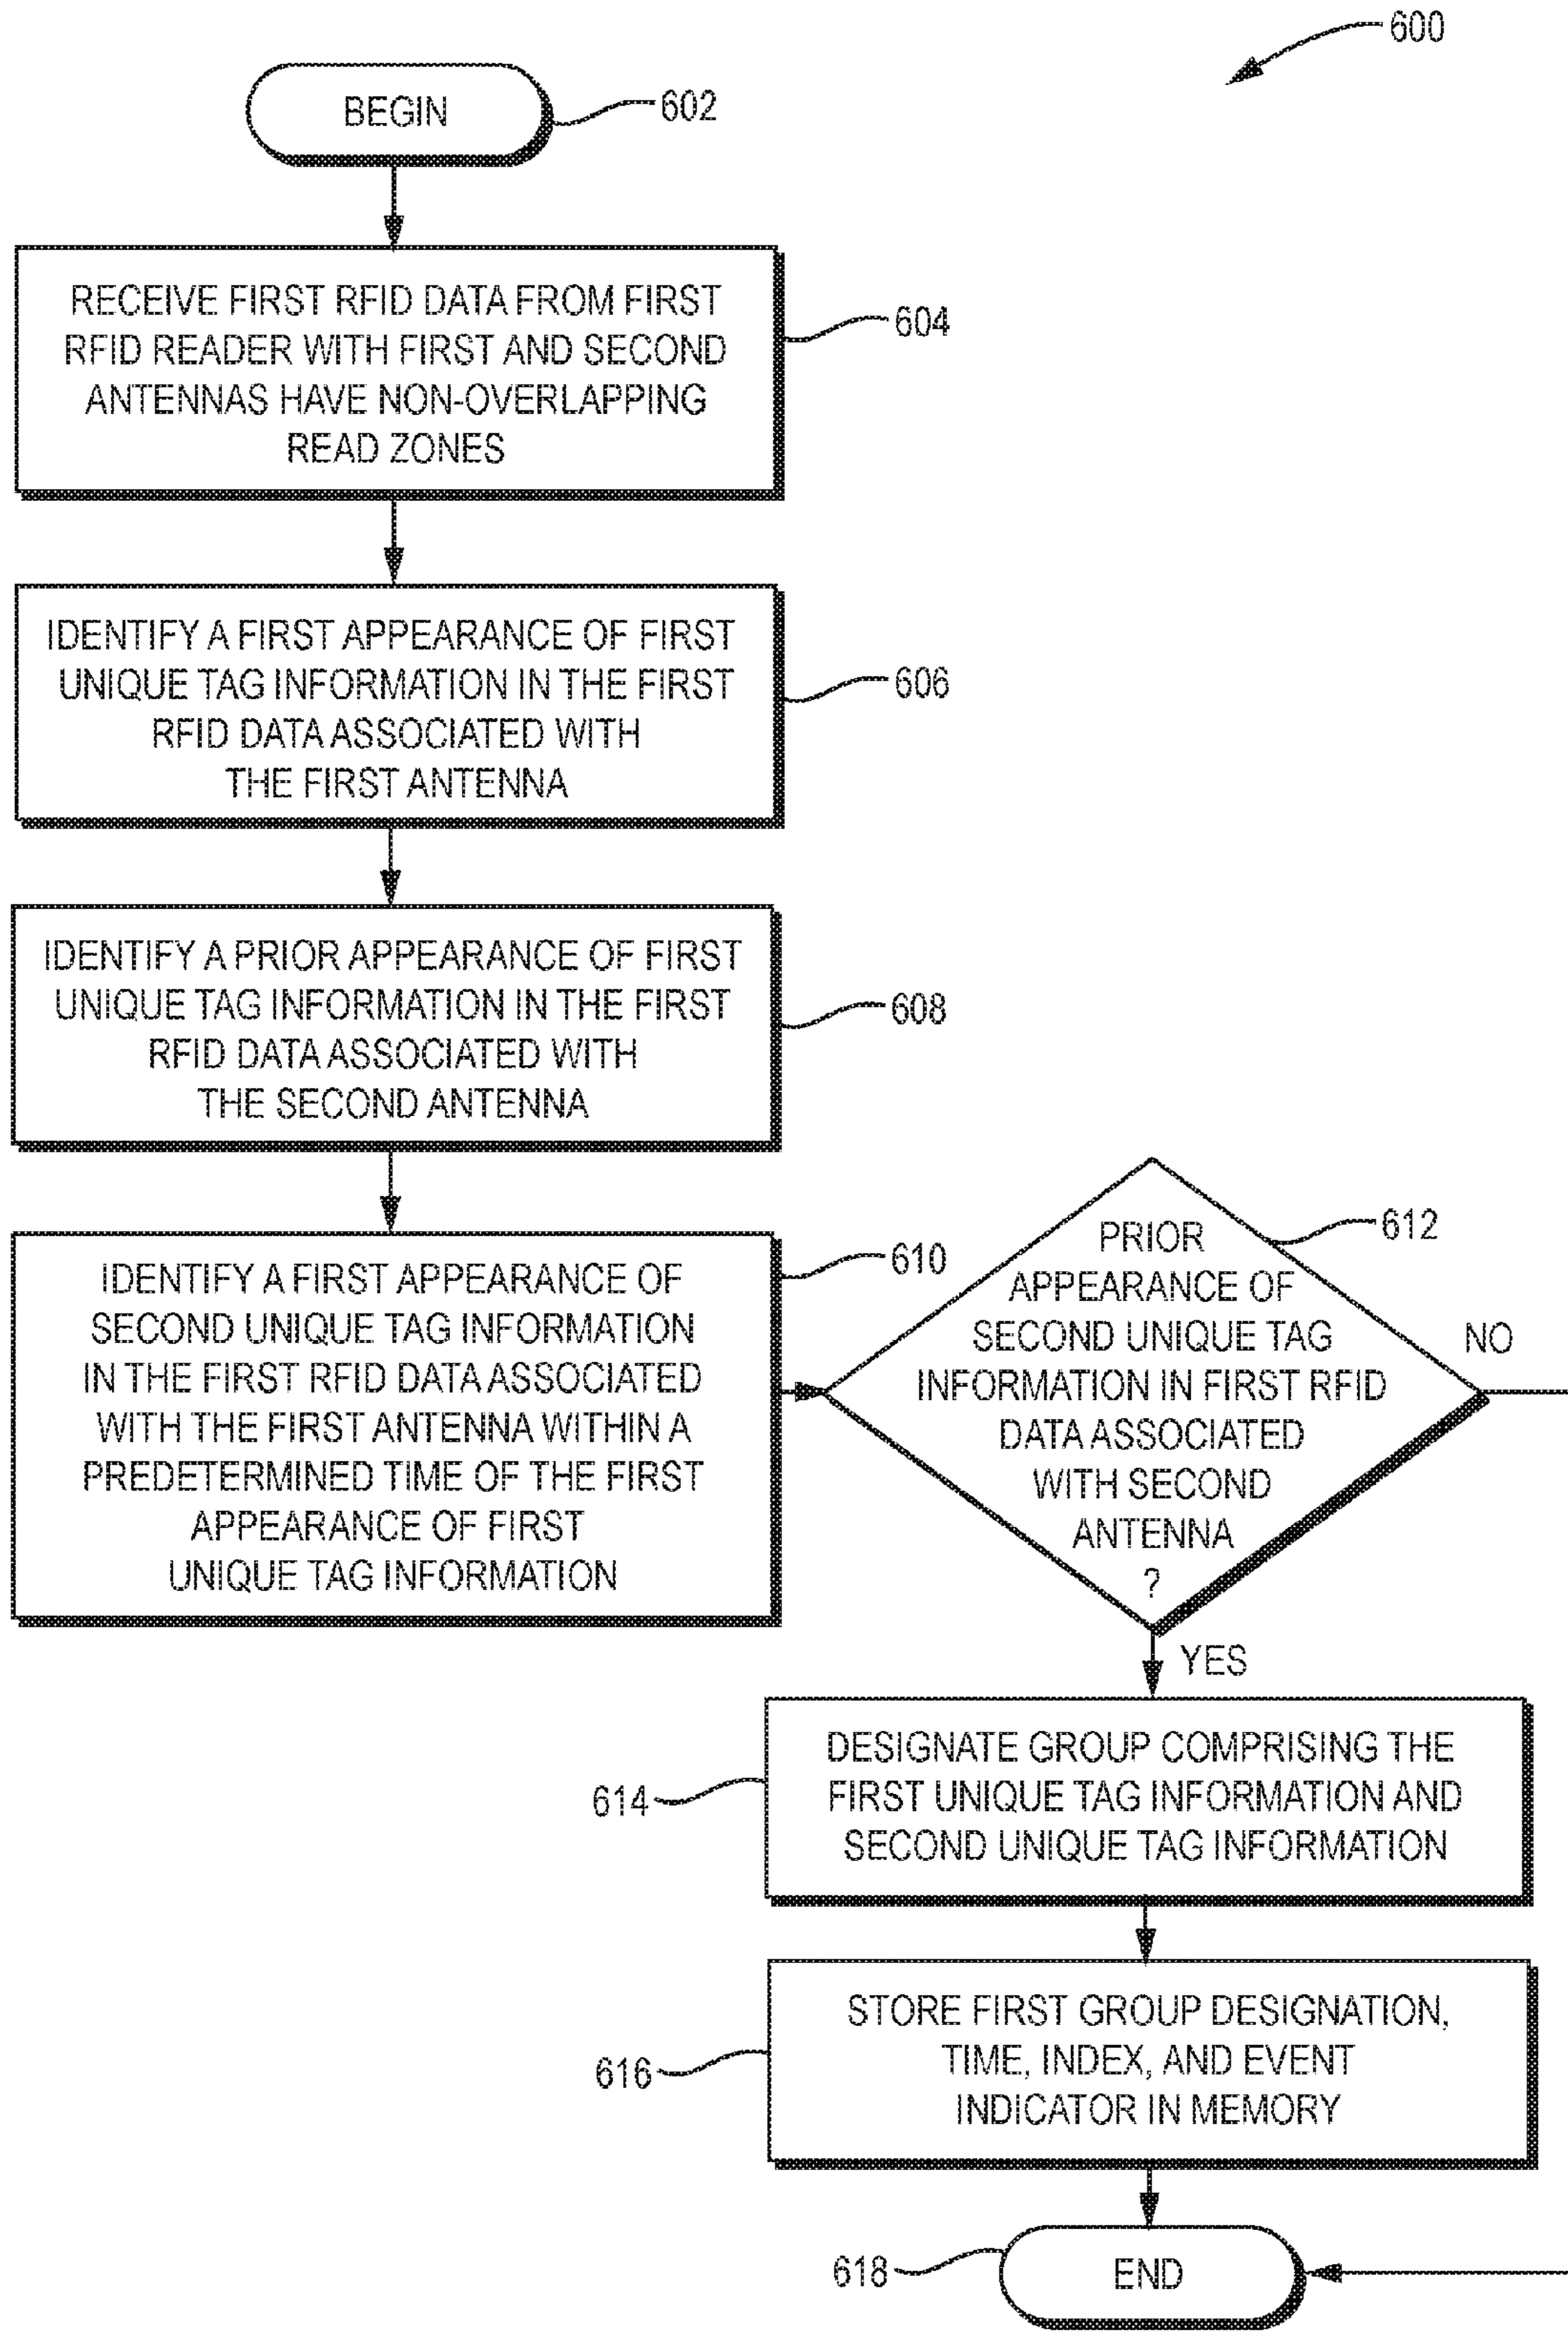 600
BEGIN
602
RECEIVE FIRST RFID DATA FROM FIRST
RFID READER WITH FIRST AND SECOND
ANTENNAS HAVE NON-OVERLAPPING
READ ZONES
604
IDENTIFY A FIRST APPEARANCE OF FIRST
UNIQUE TAG INFORMATION IN THE FIRST
RFID DATA ASSOCIATED WITH
THE FIRST ANTENNA
606
IDENTIFY A PRIOR APPEARANCE OF FIRST
UNIQUE TAG INFORMATION IN THE FIRST
RFID DATA ASSOCIATED WITH
THE SECOND ANTENNA
608
IDENTIFY A FIRST APPEARANCE OF
SECOND UNIQUE TAG INFORMATION
IN THE FIRST RFID DATA ASSOCIATED
WITH THE FIRST ANTENNA WITHIN A
PREDETERMINED TIME OF THE FIRST
APPEARANCE OF FIRST
UNIQUE TAG INFORMATION
610
PRIOR
APPEARANCE OF
SECOND UNIQUE TAG
INFORMATION IN FIRST RFID
DATA ASSOCIATED
WITH SECOND
ANTENNA
?
612
NO
YES
DESIGNATE GROUP COMPRISING THE
FIRST UNIQUE TAG INFORMATION AND
SECOND UNIQUE TAG INFORMATION
614
STORE FIRST GROUP DESIGNATION,
TIME, INDEX, AND EVENT
INDICATOR IN MEMORY
616
END
618